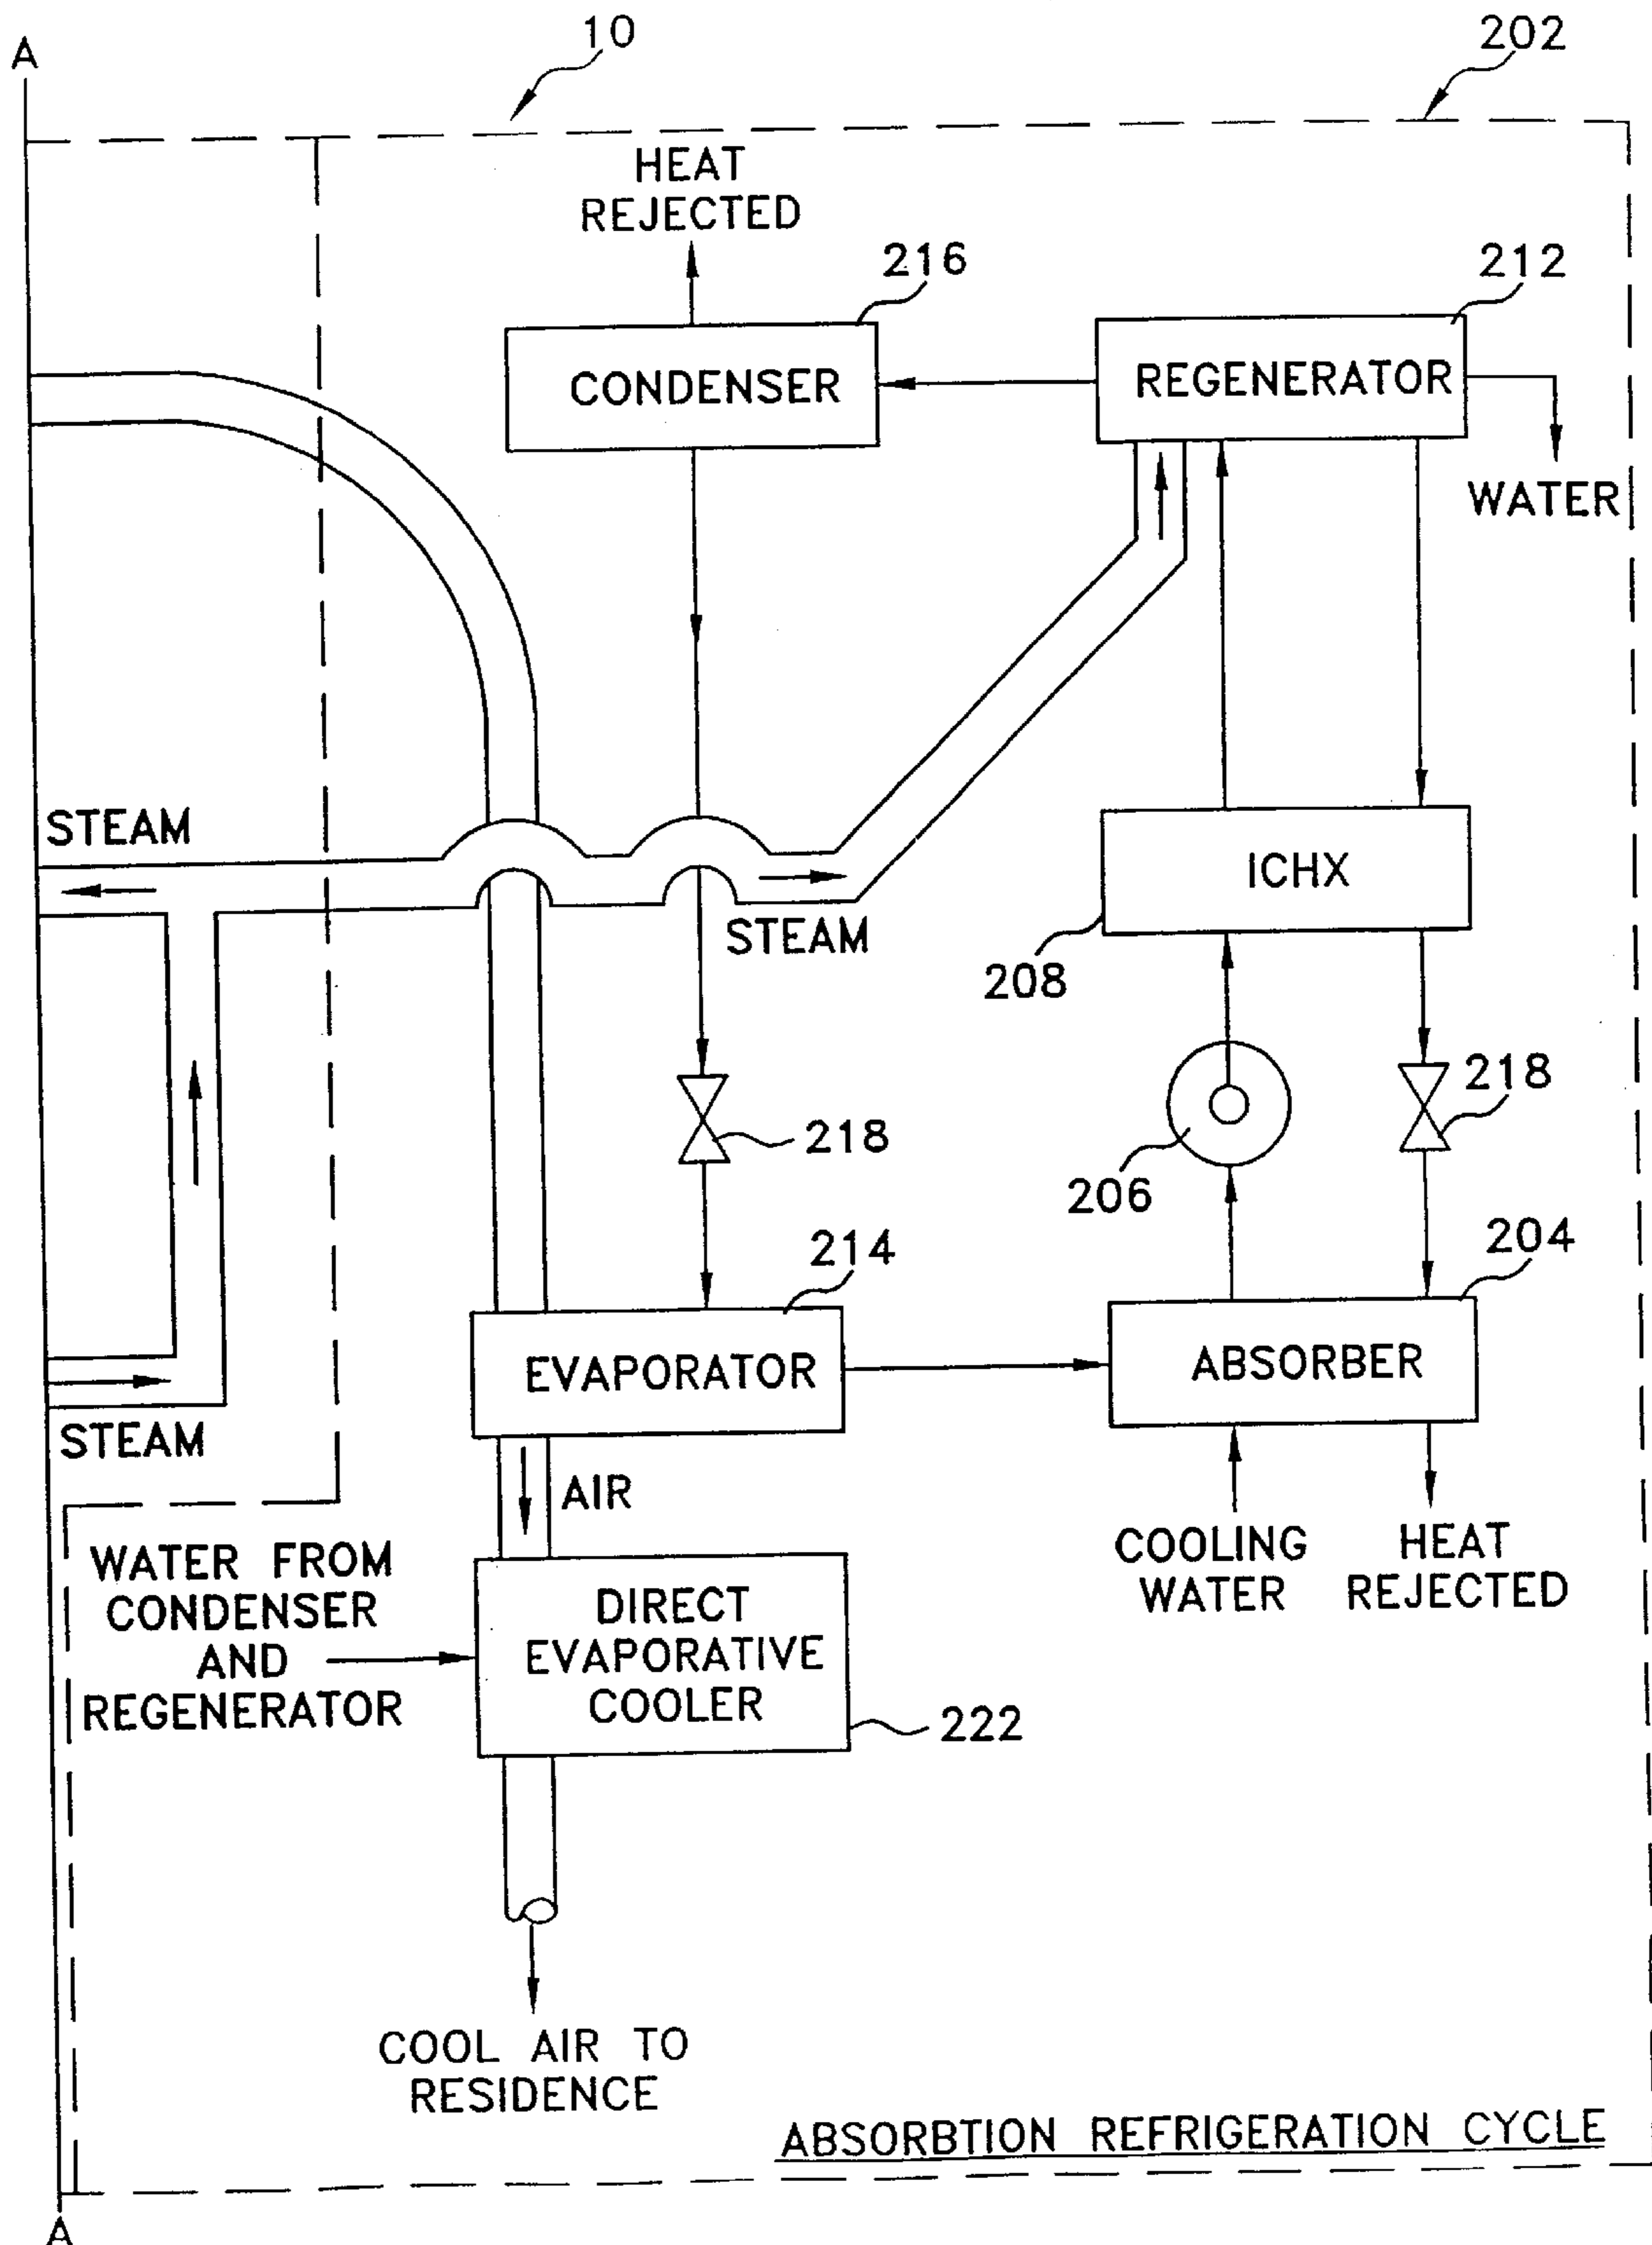 10
202
A
HEAT
REJECTED
216
212
CONDENSER
REGENERATOR
WATER
STEAM
ICHX
STEAM
208
218
218
206
214
204
EVAPORATOR
ABSORBER
STEAM
AIR
COOLING
WATER
HEAT
REJECTED
WATER FROM
CONDENSER
AND
REGENERATOR
DIRECT
EVAPORATIVE
COOLER
222
COOL AIR TO
RESIDENCE
ABSORBTION REFRIGERATION CYCLE
A